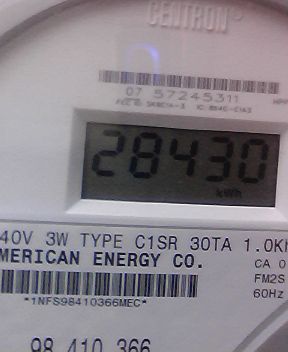 CENTRON®
07 57245311
28430
kWh
40V 3W TYPE C1SR 30TA 1.0Kh
MERICAN ENERGY CO.
CA 0
FM2S
60Hz
*1NFS98410366MEC*
98 410 366